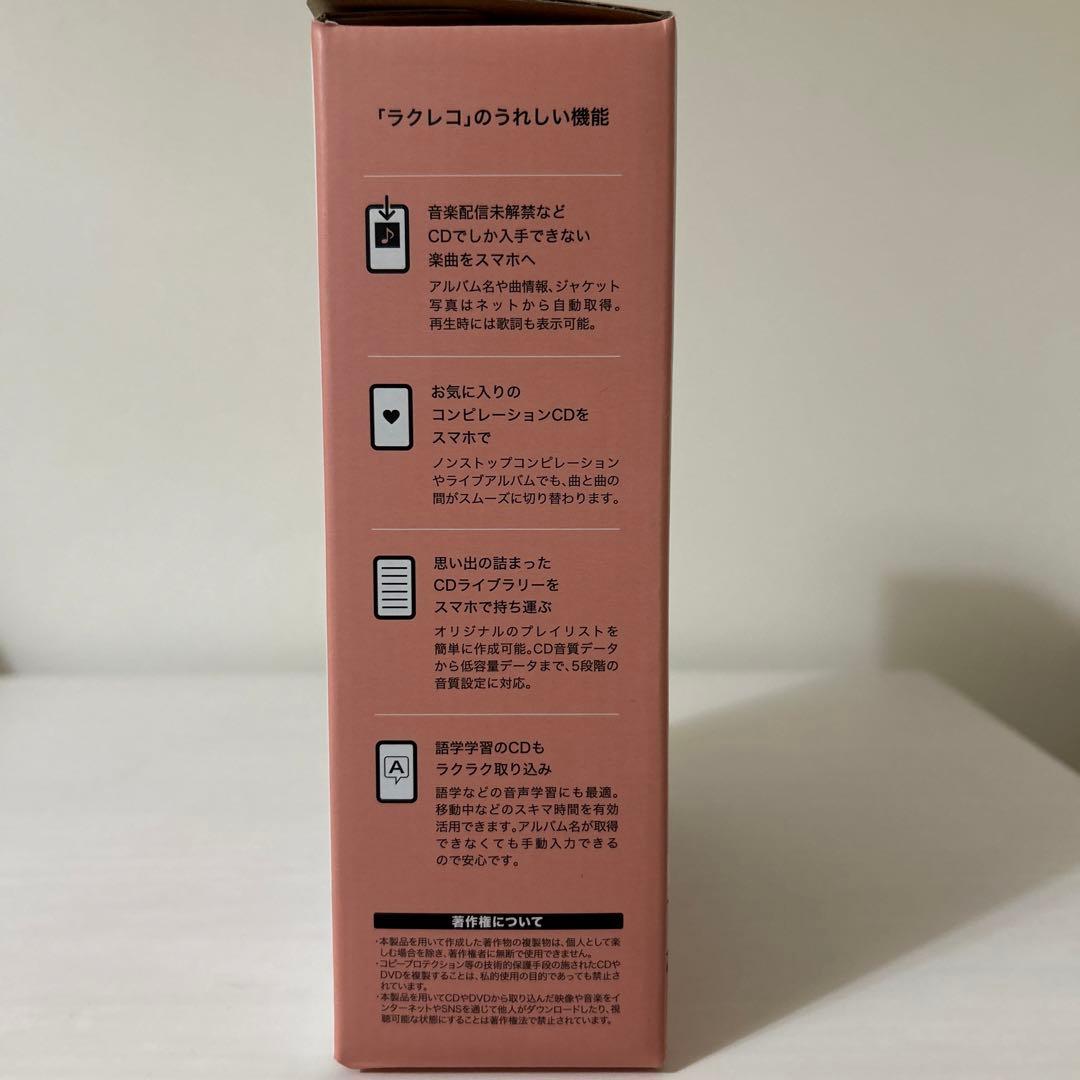 「ラクレコ」のうれしい機能
音楽配信未解禁など
CDでしか入手できない
楽曲をスマホへ
アルバム名や曲情報、ジャケット
写真はネットから自動取得。
再生時には歌詞も表示可能。
お気に入りの
コンピレーションCDを
スマホで
ノンストップコンピレーション
やライブアルバムでも、曲と曲の
間がスムーズに切り替わります。
思い出の詰まった
CDライブラリーを
スマホで持ち運ぶ
オリジナルのプレイリストを
簡単に作成可能。CD音質データ
から低容量データまで、5段階の
音質設定に対応。
A
語学学習のCDも
ラクラク取り込み
語学などの音声学習にも最適。
移動中などのスキマ時間を有効
活用できます。アルバム名が取得
できなくても手動入力できる
ので安心です。
著作権について
・本製品を用いて作成した著作物の複製物は、個人として楽
しむ場合を除き、著作権者に無断で使用できません。
・コピープロテクション等の技術的保護手段の施されたCDや
DVDを複製することは、私的使用の目的であっても禁止さ
れています。
・本製品を用いてCDやDVDから取り込んだ映像や音楽をイ
ンターネットやSNSを通じて他人がダウンロードしたり、視
聴可能な状態にすることは著作権法で禁止されています。